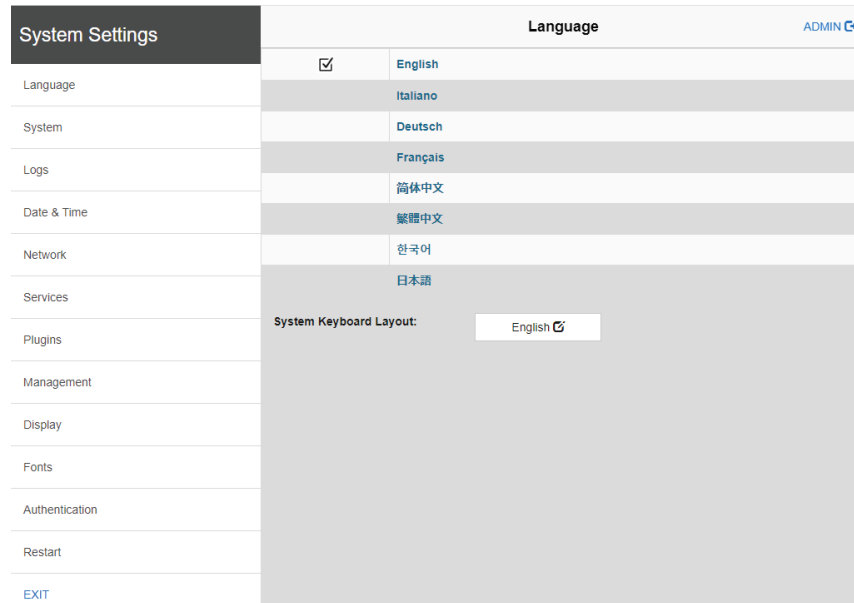 System Settings
Language
System
Logs
Date & Time
Network
Services
Plugins
Management
Display
Fonts
Authentication
Restart
EXIT
Language
ADMIN
English
Italiano
Deutsch
Français
简体中文
繁體中文
한국어
日本語
System Keyboard Layout:
English